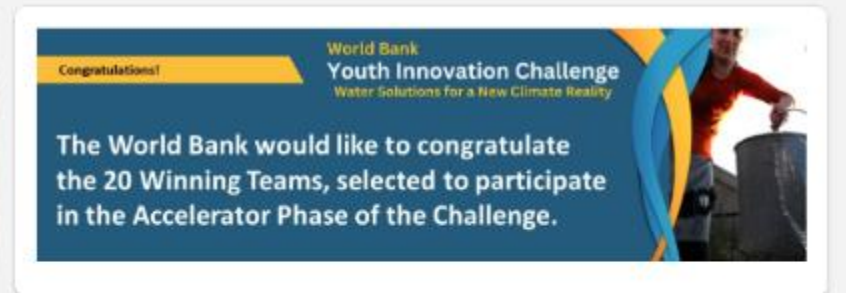 Congratulations!
World Bank
Youth Innovation Challenge
Water Solutions for a New Climate Reality
The World Bank would like to congratulate
the 20 Winning Teams, selected to participate
in the Accelerator Phase of the Challenge.